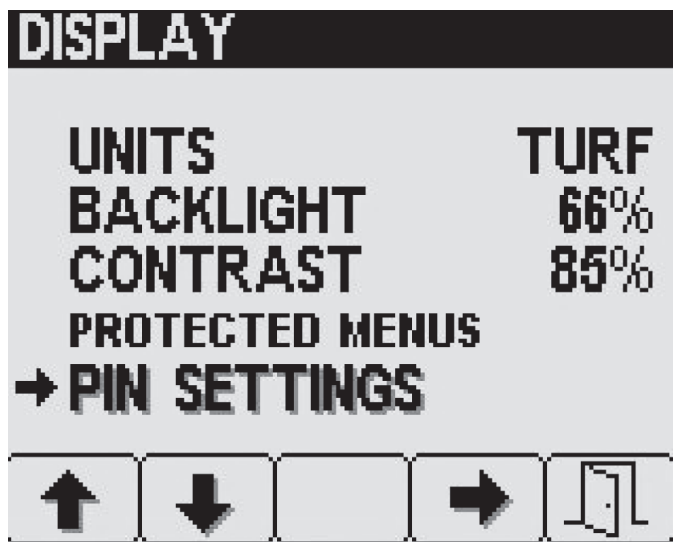 DISPLAY
UNITS TURF
BACKLIGHT 66%
CONTRAST 85%
PROTECTED MENUS
PIN SETTINGS